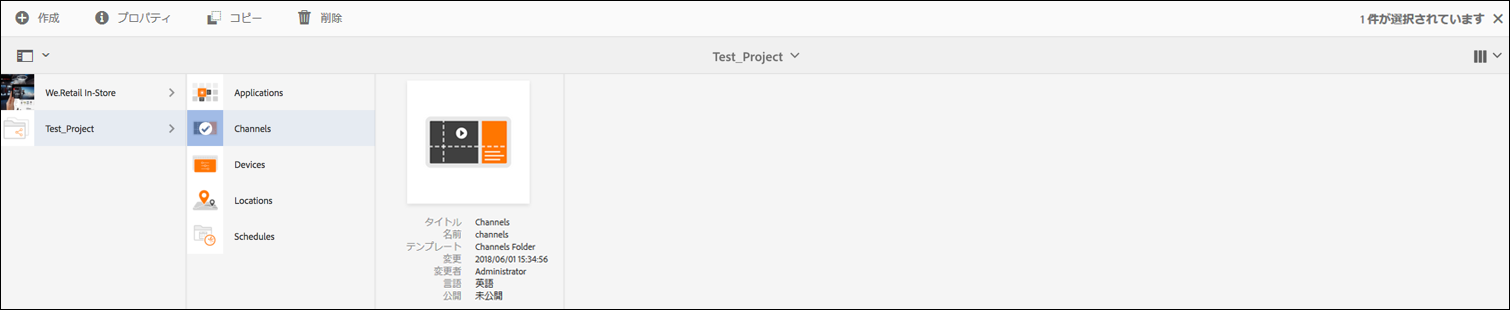 作成 プロパティ コピー 削除 1 件が選択されています
Test_Project
We.Retail In-Store
Test_Project
Applications
Channels
Devices
Locations
Schedules
タイトル Channels
名前 channels
テンプレート Channels Folder
変更 2018/06/01 15:34:56
変更者 Administrator
言語 英語
公開 未公開